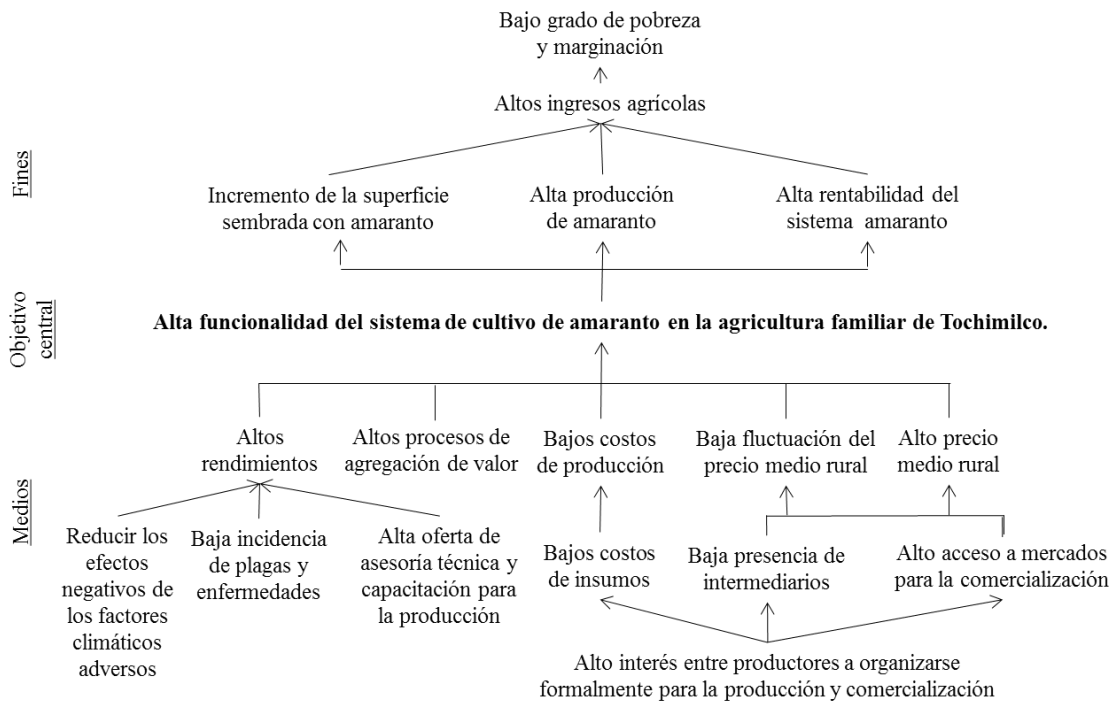 Bajo grado de pobreza
y marginación
Altos ingresos agrícolas
Fines
Incremento de la superficie
sembrada con amaranto
Alta producción
de amaranto
Alta rentabilidad del
sistema amaranto
Objetivo
central
Alta funcionalidad del sistema de cultivo de amaranto en la agricultura familiar de Tochimilco.
Medios
Altos
rendimientos
Altos procesos de
agregación de valor
Bajos costos
de producción
Baja fluctuación del
precio medio rural
Alto precio
medio rural
Reducir los
efectos
negativos de
los factores
climáticos
adversos
Baja incidencia
de plagas y
enfermedades
Alta oferta de
asesoría técnica y
capacitación para
la producción
Bajos costos
de insumos
Baja presencia de
intermediarios
Alto acceso a mercados
para la comercialización
Alto interés entre productores a organizarse
formalmente para la producción y comercialización